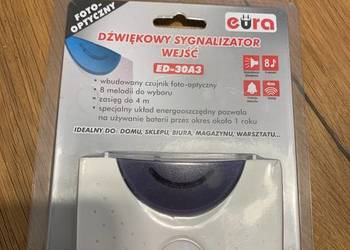 FOTO-
OPTYCZNY
eura
DŹWIĘKOWY SYGNALIZATOR
WEJŚĆ
ED-30A3
• wbudowany czujnik foto-optyczny
• 8 melodii do wyboru
• zasięg do 4 m
• specjalny układ energooszczędny pozwala
na używanie baterii przez okres około 1 roku
IDEALNY DO: DOMU, SKLEPU, BIURA, MAGAZYNU, WARSZTATU...